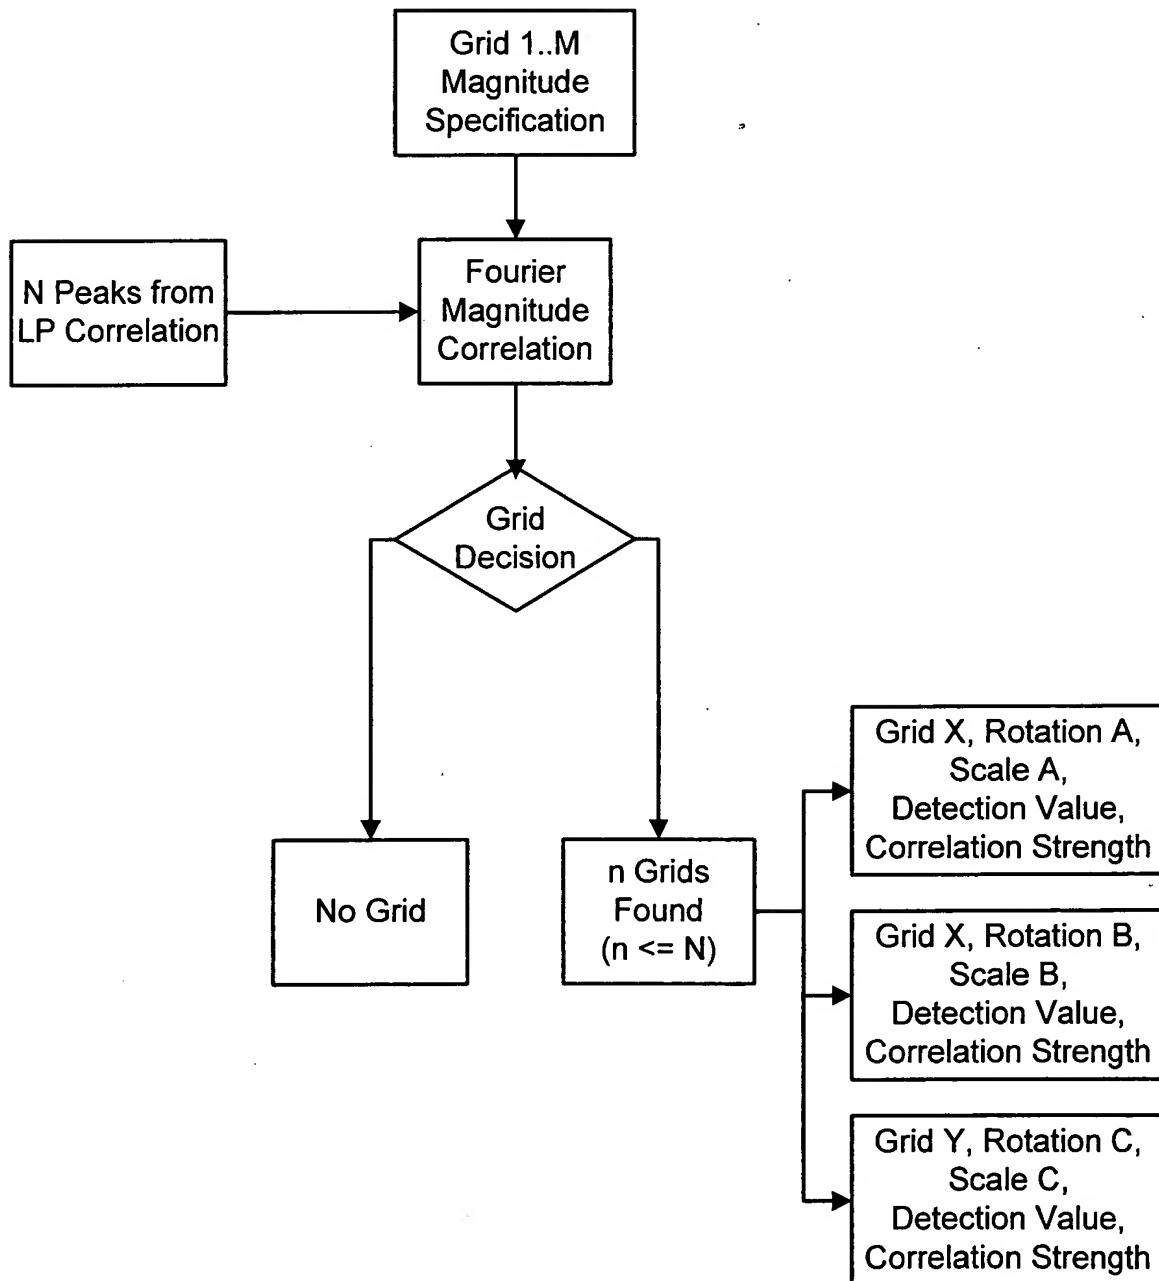 Grid 1..M
Magnitude
Specification
N Peaks from
LP Correlation
Fourier
Magnitude
Correlation
Grid
Decision
No Grid
n Grids
Found
(n <= N)
Grid X, Rotation A,
Scale A,
Detection Value,
Correlation Strength
Grid X, Rotation B,
Scale B,
Detection Value,
Correlation Strength
Grid Y, Rotation C,
Scale C,
Detection Value,
Correlation Strength